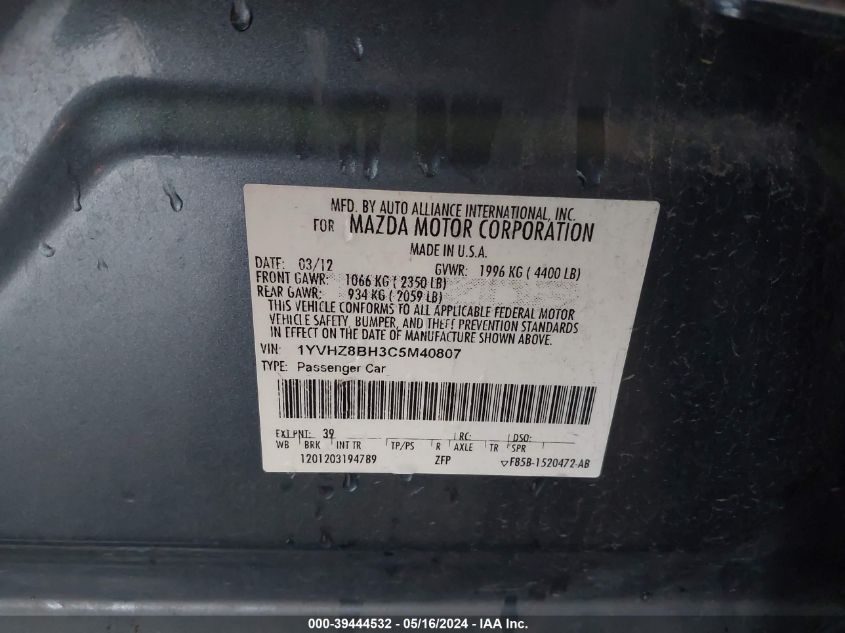 MFD. BY AUTO ALLIANCE INTERNATIONAL, INC.
FOR MAZDA MOTOR CORPORATION
MADE IN U.S.A.
DATE: 03/12 GVWR: 1996 KG ( 4400 LB)
FRONT GAWR: 1066 KG ( 2350 LB)
REAR GAWR: 934 KG ( 2059 LB)
THIS VEHICLE CONFORMS TO ALL APPLICABLE FEDERAL MOTOR
VEHICLE SAFETY, BUMPER, AND THEFT PREVENTION STANDARDS
IN EFFECT ON THE DATE OF MANUFACTURE SHOWN ABOVE.
VIN: 1YVHZ8BH3C5M40807
TYPE: Passenger Car
EXT PNT: 39 RC: DSO:
WB BRK INT TR TP/PS R AXLE TR SPR
1201203194789 ZFP ▽F85B-1520472-AB
000-39444532 - 05/16/2024 - IAA Inc.